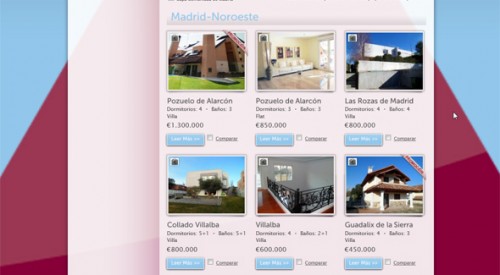 Madrid-Noroeste
Pozuelo de Alarcón
Dormitorios: 4 - Baños: 3
Villa
€1.300.000
Leer Más >>
Comparar
Pozuelo de Alarcón
Dormitorios: 3 - Baños: 3
Flat
€850.000
Leer Más >>
Comparar
Las Rozas de Madrid
Dormitorios: 4 - Baños: 4
Villa
€800.000
Leer Más >>
Comparar
Collado Villalba
Dormitorios: 5+1 - Baños: 5+1
Villa
€800.000
Leer Más >>
Comparar
Villalba
Dormitorios: 4 - Baños: 2+1
Villa
€600.000
Leer Más >>
Comparar
Guadalix de la Sierra
Dormitorios: 4 - Baños: 3
Villa
€450.000
Leer Más >>
Comparar